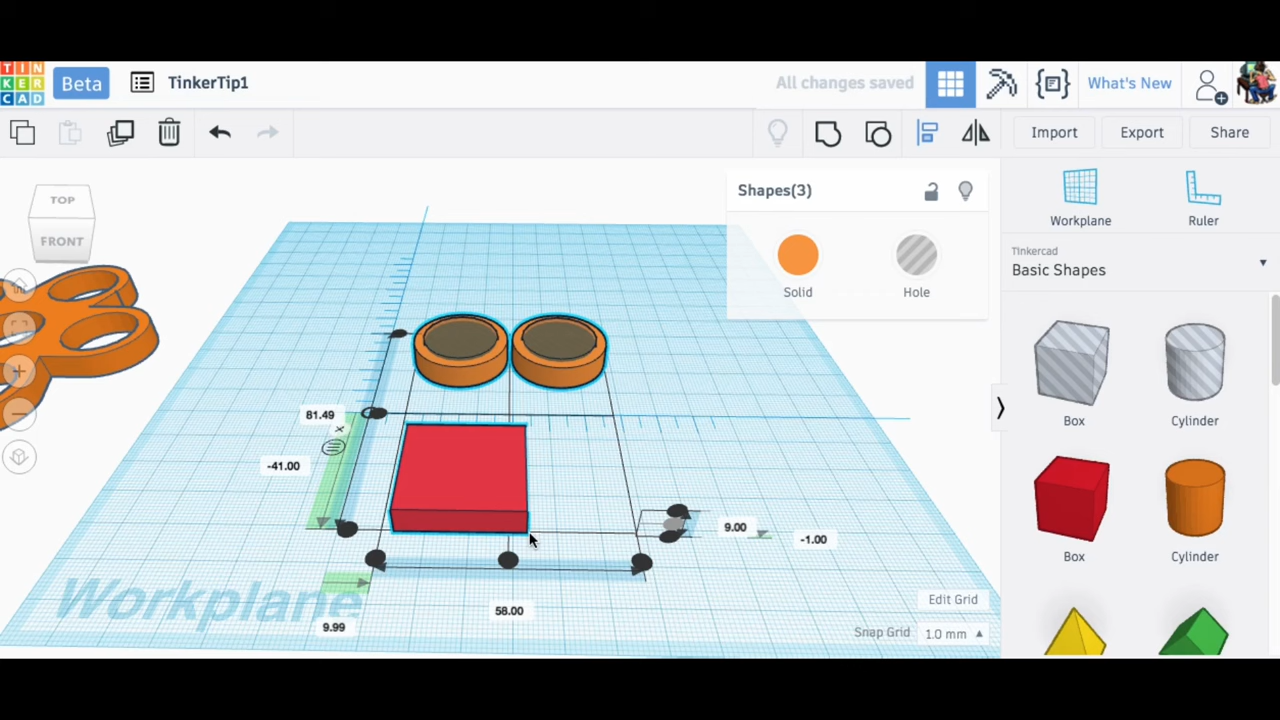 TIN
KER
CAD
Beta
TinkerTip1
All changes saved
What's New
Import
Export
Share
TOP
FRONT
Shapes(3)
Solid
Hole
Workplane
Ruler
Tinkercad
Basic Shapes
Box
Cylinder
Box
Cylinder
81.49
x
-41.00
9.00
-1.00
58.00
9.99
Workplane
Edit Grid
Snap Grid
1.0 mm